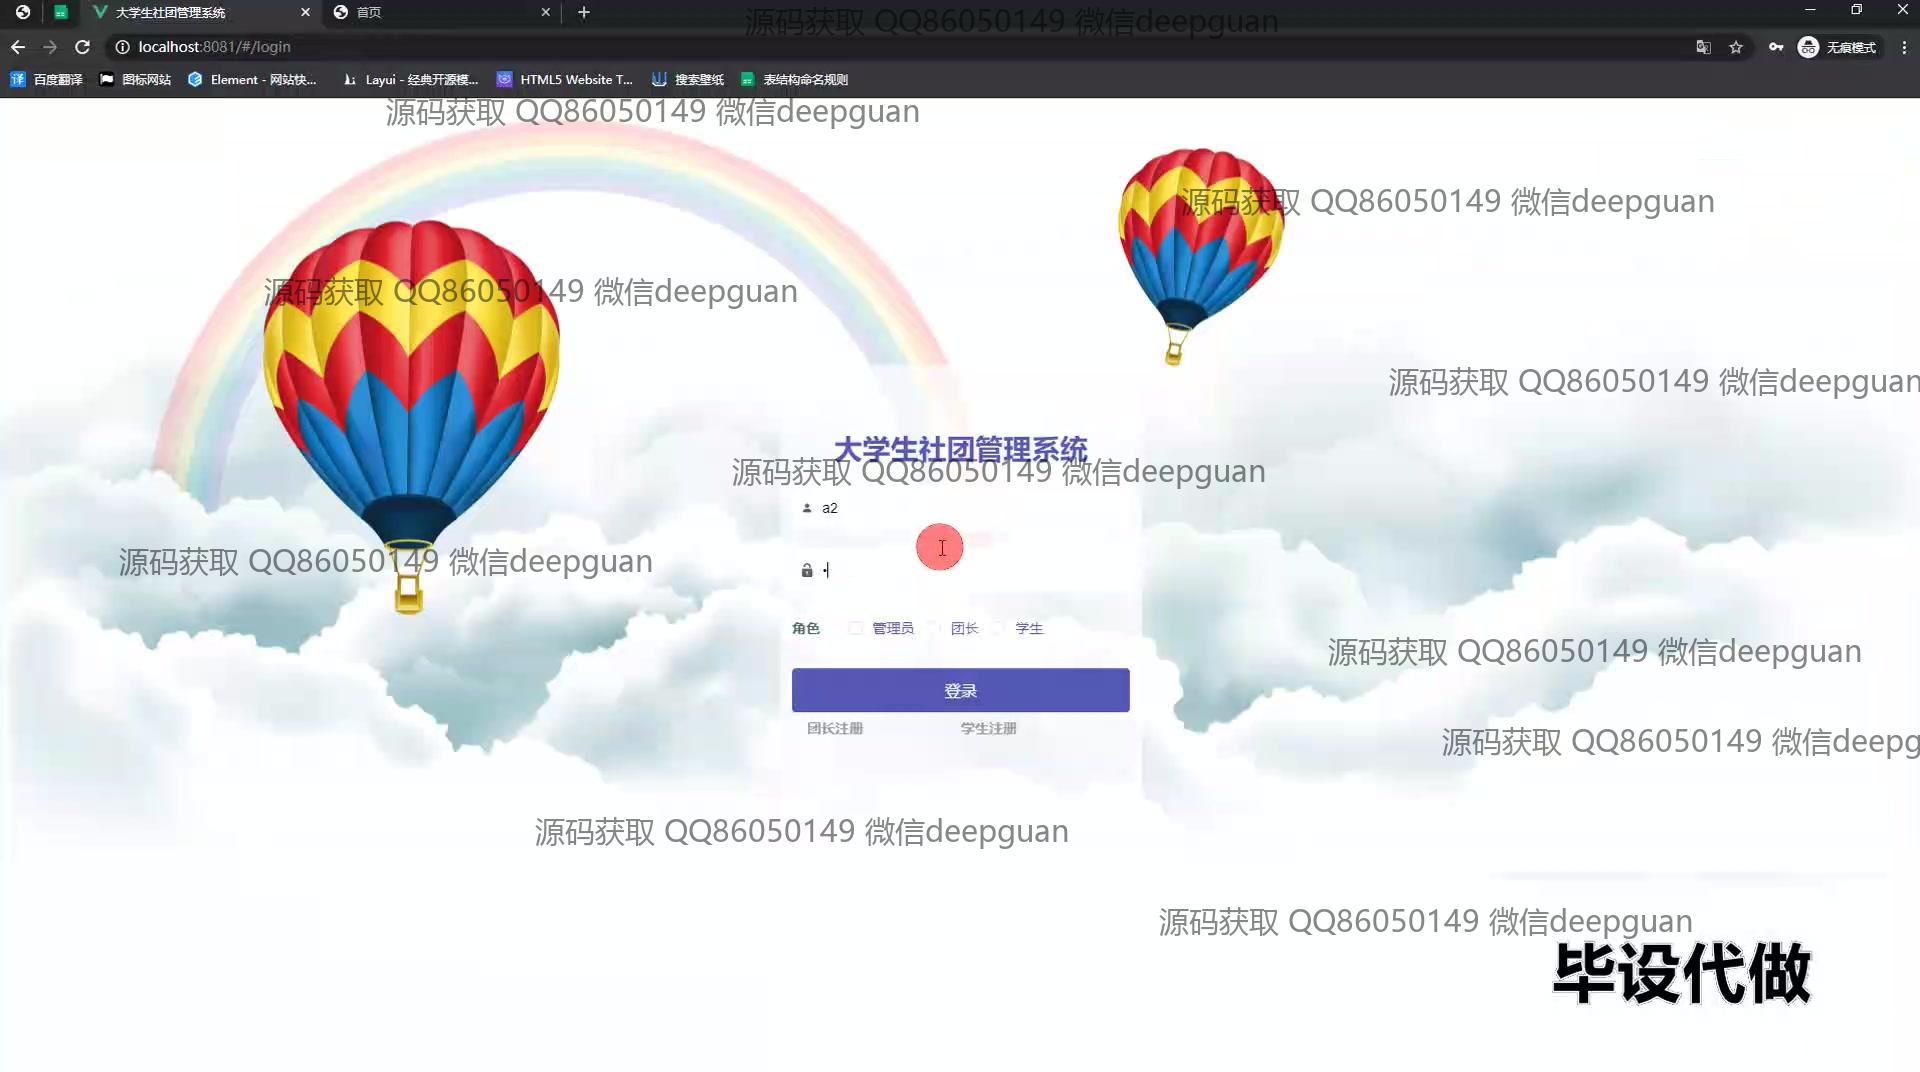 大学生社团管理系统
首页
源码获取 QQ86050149 微信deepguan
localhost:8081/#/login
无痕模式
百度翻译
图标网站
Element - 网站快...
Layui - 经典开源模...
HTML5 Website T...
搜索壁纸
表结构命名规则
源码获取 QQ86050149 微信deepguan
源码获取 QQ86050149 微信deepguan
源码获取 QQ86050149 微信deepguan
源码获取 QQ86050149 微信deepguan
大学生社团管理系统
源码获取 QQ86050149 微信deepguan
a2
源码获取 QQ86050149 微信deepguan
角色 管理员 团长 学生
源码获取 QQ86050149 微信deepguan
登录
团长注册 学生注册
源码获取 QQ86050149 微信deepg
源码获取 QQ86050149 微信deepguan
源码获取 QQ86050149 微信deepguan
毕设代做